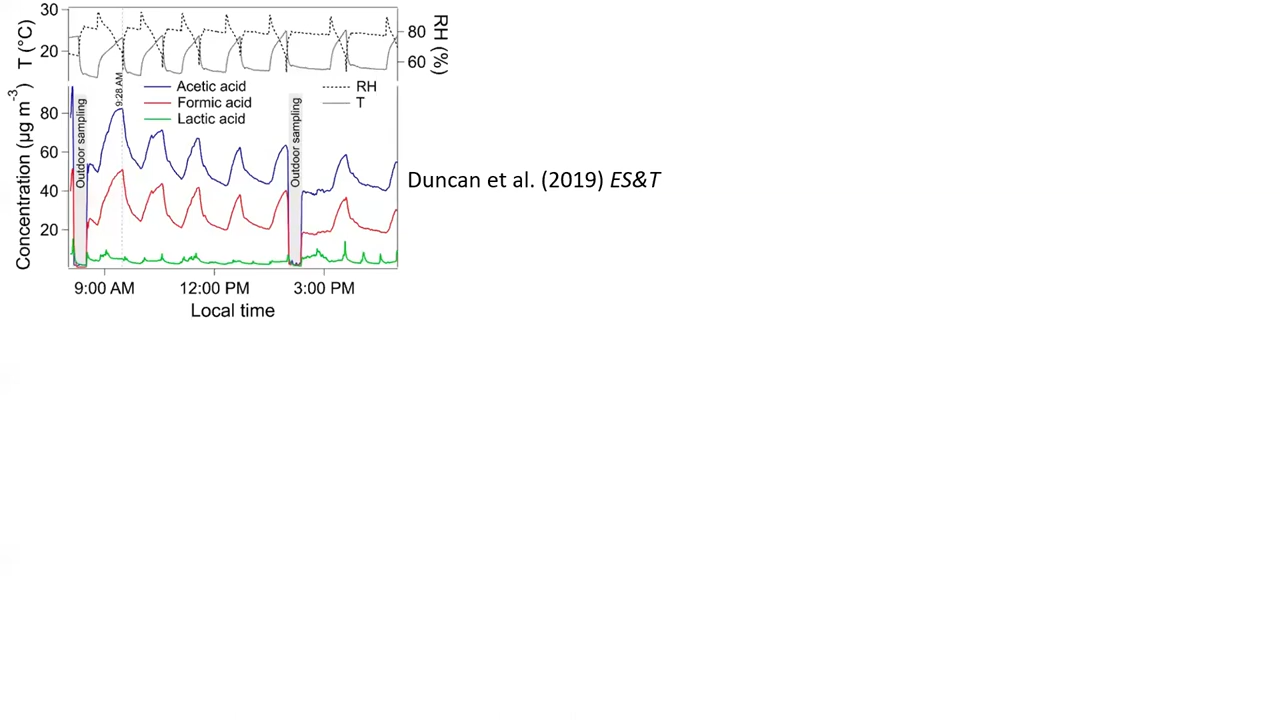 30
20
T (°C)
80
60
RH (%)
9:28 AM
Acetic acid
Formic acid
Lactic acid
RH
T
Outdoor sampling
Outdoor sampling
80
60
40
20
Concentration (µg m⁻³)
9:00 AM
12:00 PM
3:00 PM
Local time
Duncan et al. (2019) ES&T